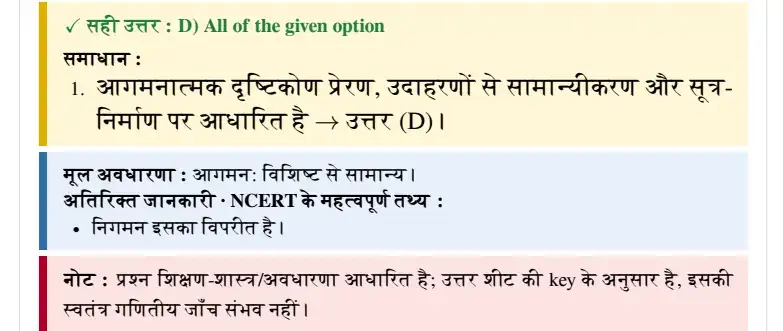 ✓ सही उत्तर : D) All of the given option
समाधान :
1. आगमनात्मक दृष्टिकोण प्रेरण, उदाहरणों से सामान्यीकरण और सूत्र-
निर्माण पर आधारित है → उत्तर (D)।
मूल अवधारणा : आगमन: विशिष्ट से सामान्य।
अतिरिक्त जानकारी · NCERT के महत्वपूर्ण तथ्य :
• निगमन इसका विपरीत है।
नोट : प्रश्न शिक्षण-शास्त्र/अवधारणा आधारित है; उत्तर शीट की key के अनुसार है, इसकी
स्वतंत्र गणितीय जाँच संभव नहीं।